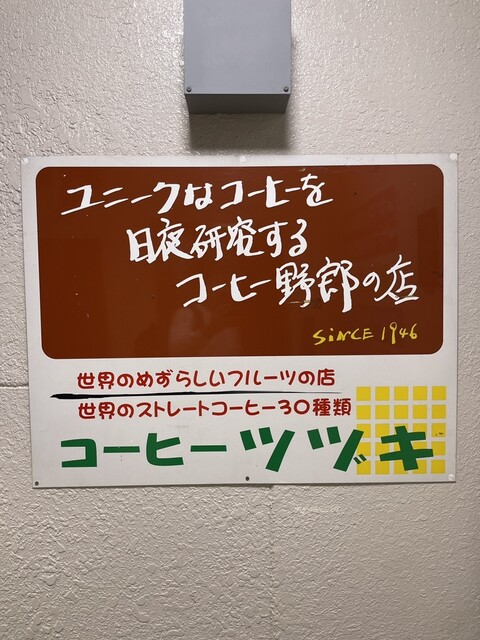 ユニークなコーヒーを
日夜研究する
コーヒー野郎の店
SiNCE 1946
世界のめずらしいフルーツの店
世界のストレートコーヒー30種類
コーヒーツヅキ